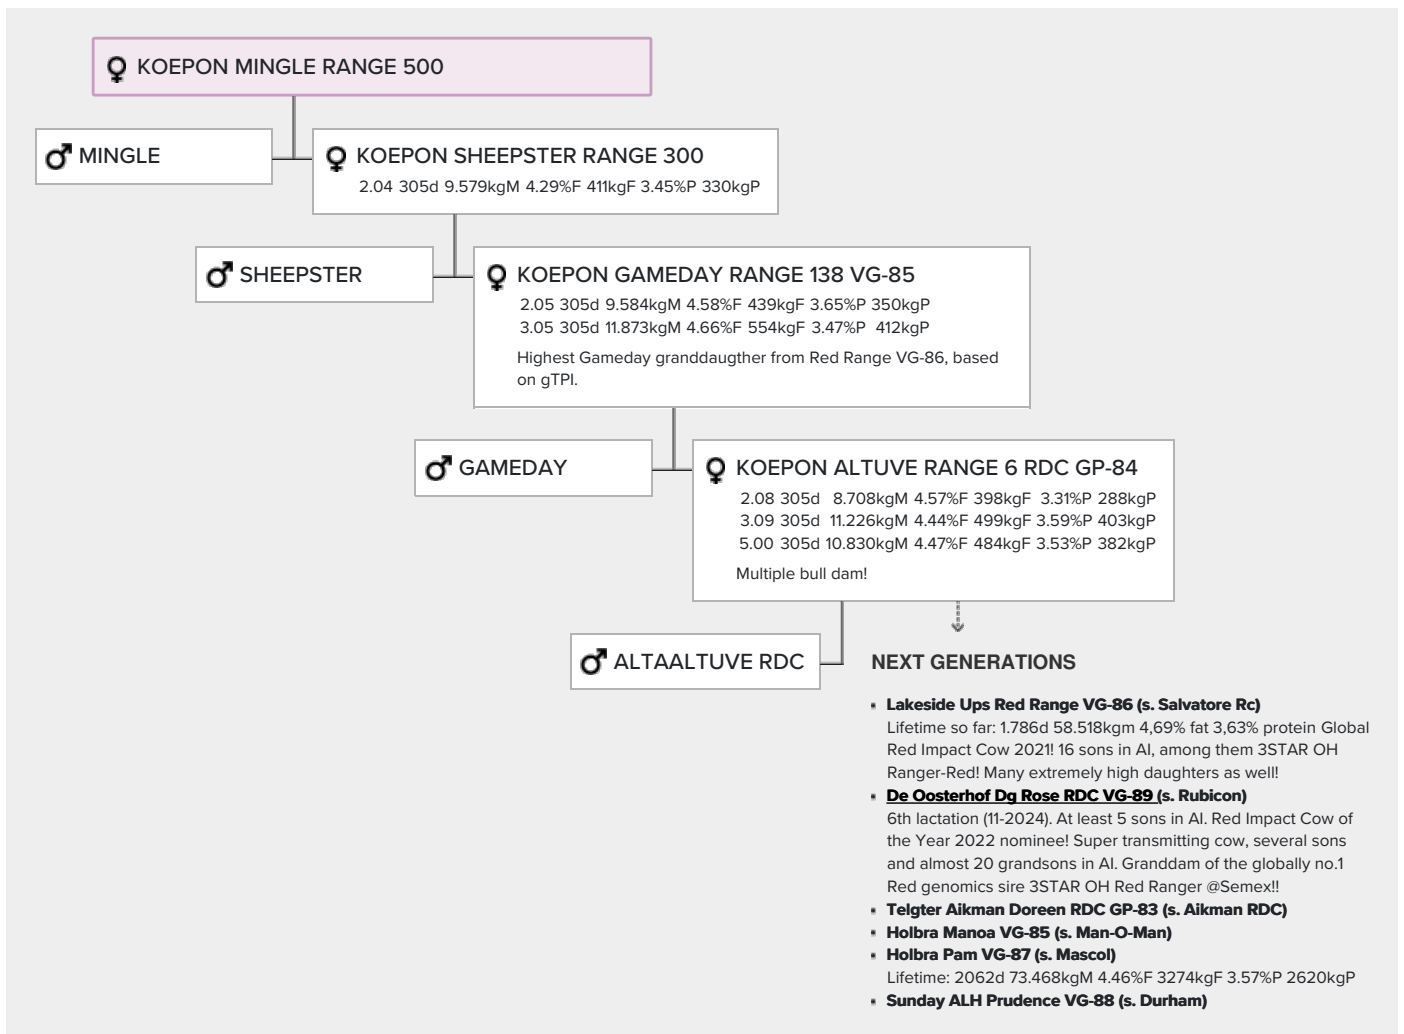 KOEPON MINGLE RANGE 500
MINGLE
KOEPON SHEEPSTER RANGE 300
2.04 305d 9.579kgM 4.29%F 411kgF 3.45%P 330kgP
SHEEPSTER
KOEPON GAMEDAY RANGE 138 VG-85
2.05 305d 9.584kgM 4.58%F 439kgF 3.65%P 350kgP
3.05 305d 11.873kgM 4.66%F 554kgF 3.47%P 412kgP
Highest Gameday granddaugther from Red Range VG-86, based
on gTPI.
GAMEDAY
KOEPON ALTUVE RANGE 6 RDC GP-84
2.08 305d 8.708kgM 4.57%F 398kgF 3.31%P 288kgP
3.09 305d 11.226kgM 4.44%F 499kgF 3.59%P 403kgP
5.00 305d 10.830kgM 4.47%F 484kgF 3.53%P 382kgP
Multiple bull dam!
ALTAALTUVE RDC
NEXT GENERATIONS
Lakeside Ups Red Range VG-86 (s. Salvatore Rc)
Lifetime so far: 1.786d 58.518kgm 4,69% fat 3,63% protein Global
Red Impact Cow 2021! 16 sons in AI, among them 3STAR OH
Ranger-Red! Many extremely high daughters as well!
De Oosterhof Dg Rose RDC VG-89 (s. Rubicon)
6th lactation (11-2024). At least 5 sons in AI. Red Impact Cow of
the Year 2022 nominee! Super transmitting cow, several sons
and almost 20 grandsons in AI. Granddam of the globally no.1
Red genomics sire 3STAR OH Red Ranger @Semex!!
Telgter Aikman Doreen RDC GP-83 (s. Aikman RDC)
Holbra Manoa VG-85 (s. Man-O-Man)
Holbra Pam VG-87 (s. Mascol)
Lifetime: 2062d 73.468kgM 4.46%F 3274kgF 3.57%P 2620kgP
Sunday ALH Prudence VG-88 (s. Durham)